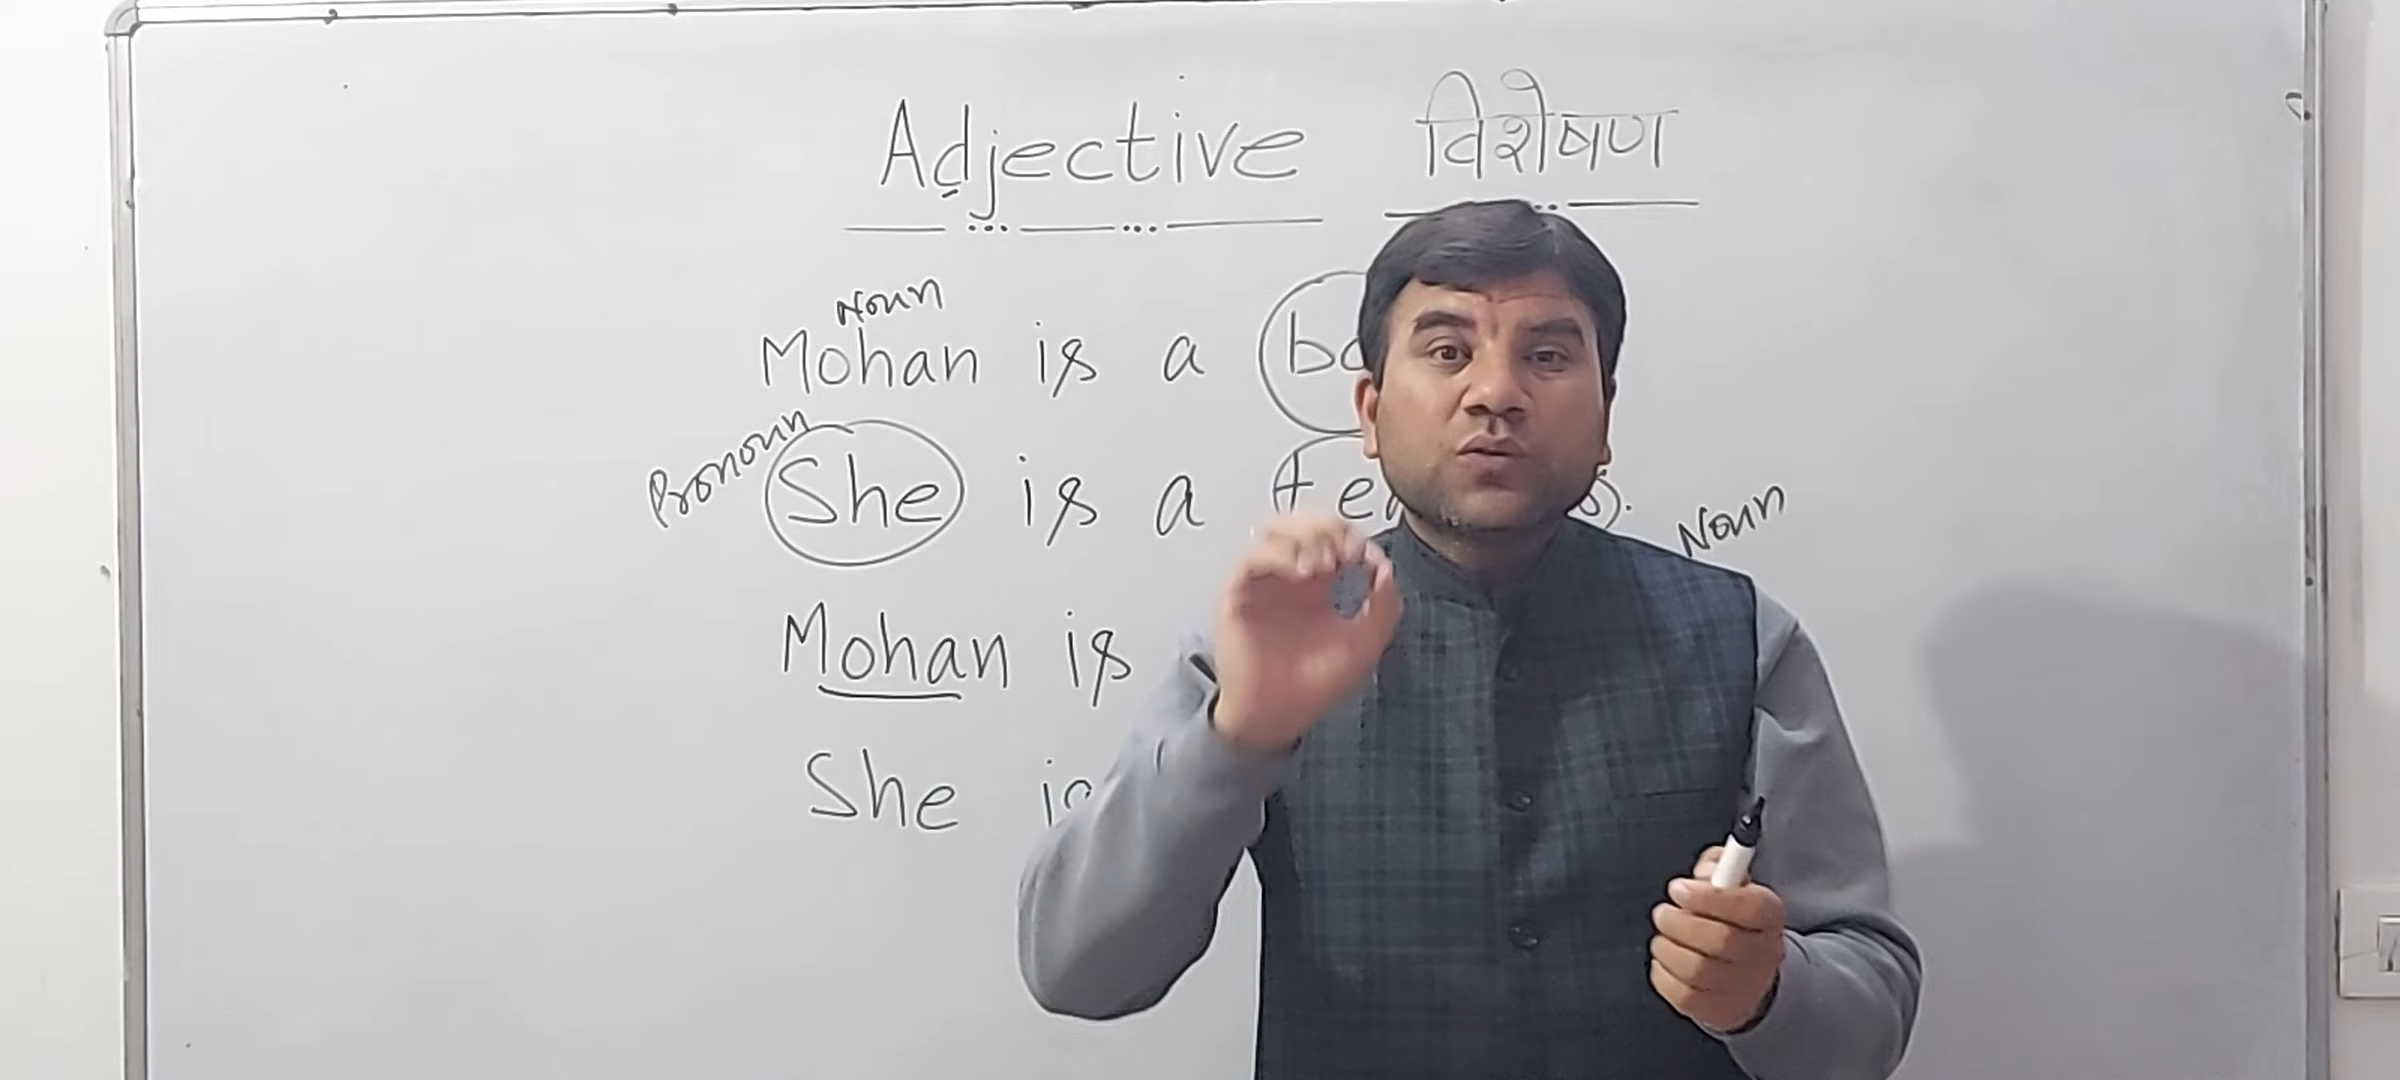 Adjective विशेषण
Noun
Mohan is a
Pronoun
She is a
Noun
Mohan is
She